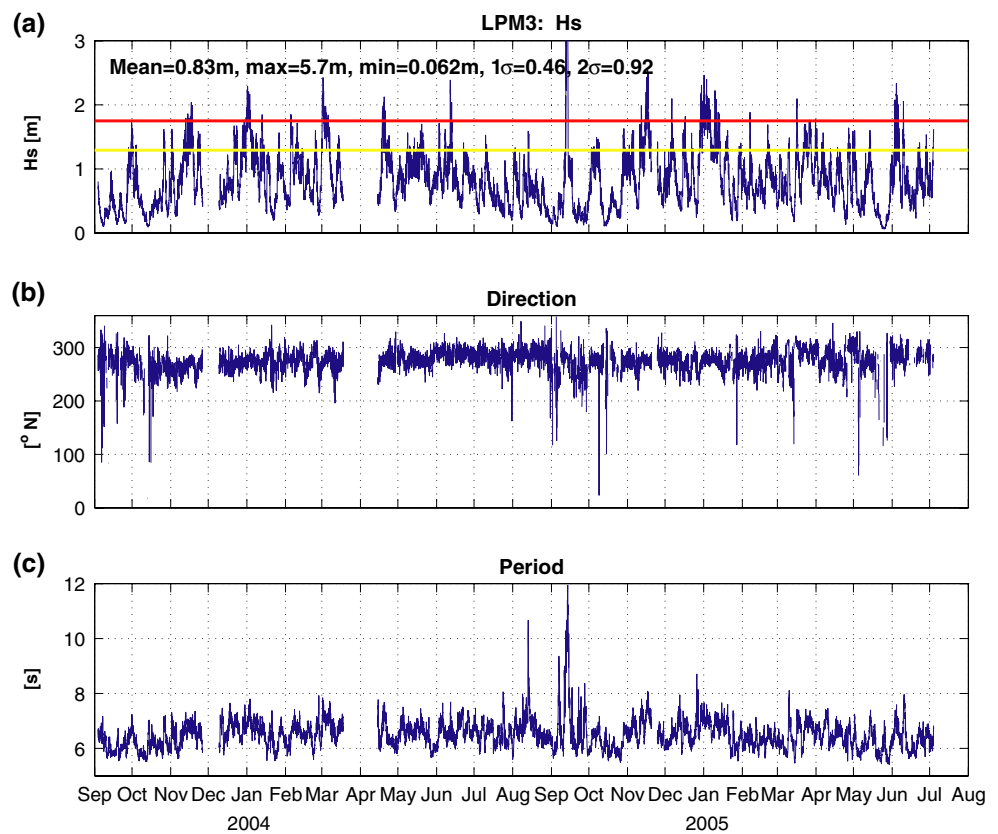 (a)
LPM3: Hs
Mean=0.83m, max=5.7m, min=0.062m, 1σ=0.46, 2σ=0.92
Hs [m]
3
2
1
0
(b)
Direction
[° N]
300
200
100
0
(c)
Period
[s]
12
10
8
6
Sep Oct Nov Dec Jan Feb Mar Apr May Jun Jul Aug Sep Oct Nov Dec Jan Feb Mar Apr May Jun Jul Aug
2004 2005